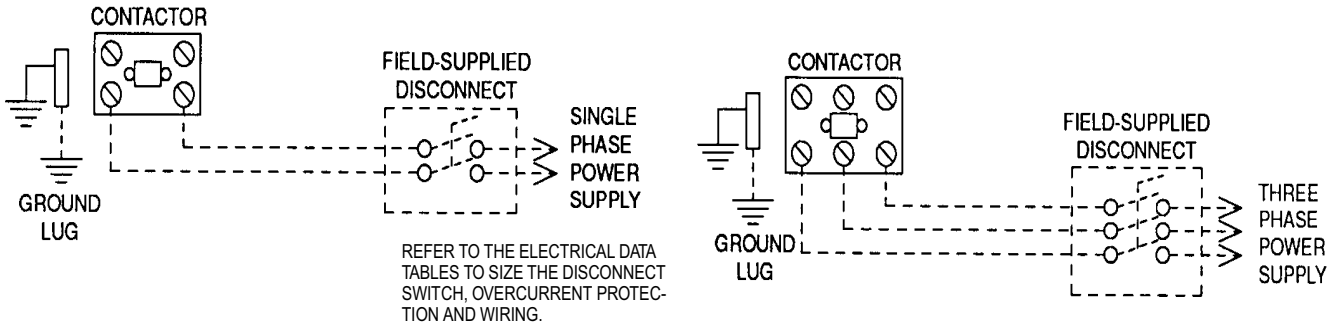 CONTACTOR
FIELD-SUPPLIED
DISCONNECT
SINGLE
PHASE
POWER
SUPPLY
GROUND
LUG
REFER TO THE ELECTRICAL DATA
TABLES TO SIZE THE DISCONNECT
SWITCH, OVERCURRENT PROTEC-
TION AND WIRING.
CONTACTOR
FIELD-SUPPLIED
DISCONNECT
THREE
PHASE
POWER
SUPPLY
GROUND
LUG